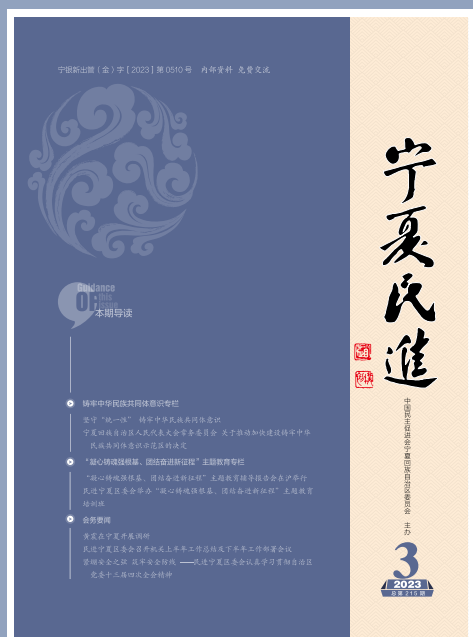 宁银新出管（金）字［2023］第0510号 内部资料 免费交流
Guidance
Of this
issue
本期导读
铸牢中华民族共同体意识专栏
坚守“统一性” 铸牢中华民族共同体意识
宁夏回族自治区人民代表大会常务委员会 关于推动加快建设铸牢中华
民族共同体意识示范区的决定
“凝心铸魂强根基、团结奋进新征程”主题教育专栏
“凝心铸魂强根基、团结奋进新征程”主题教育辅导报告会在沪举行
民进宁夏区委会举办“凝心铸魂强根基、团结奋进新征程”主题教育
培训班
会务要闻
黄震在宁夏开展调研
民进宁夏区委会召开机关上半年工作总结及下半年工作部署会议
紧绷安全之弦 筑牢安全防线 ——民进宁夏区委会认真学习贯彻自治区
党委十三届四次全会精神
宁夏民進
中国民主促进会宁夏回族自治区委员会 主办
3
2023
总第215期